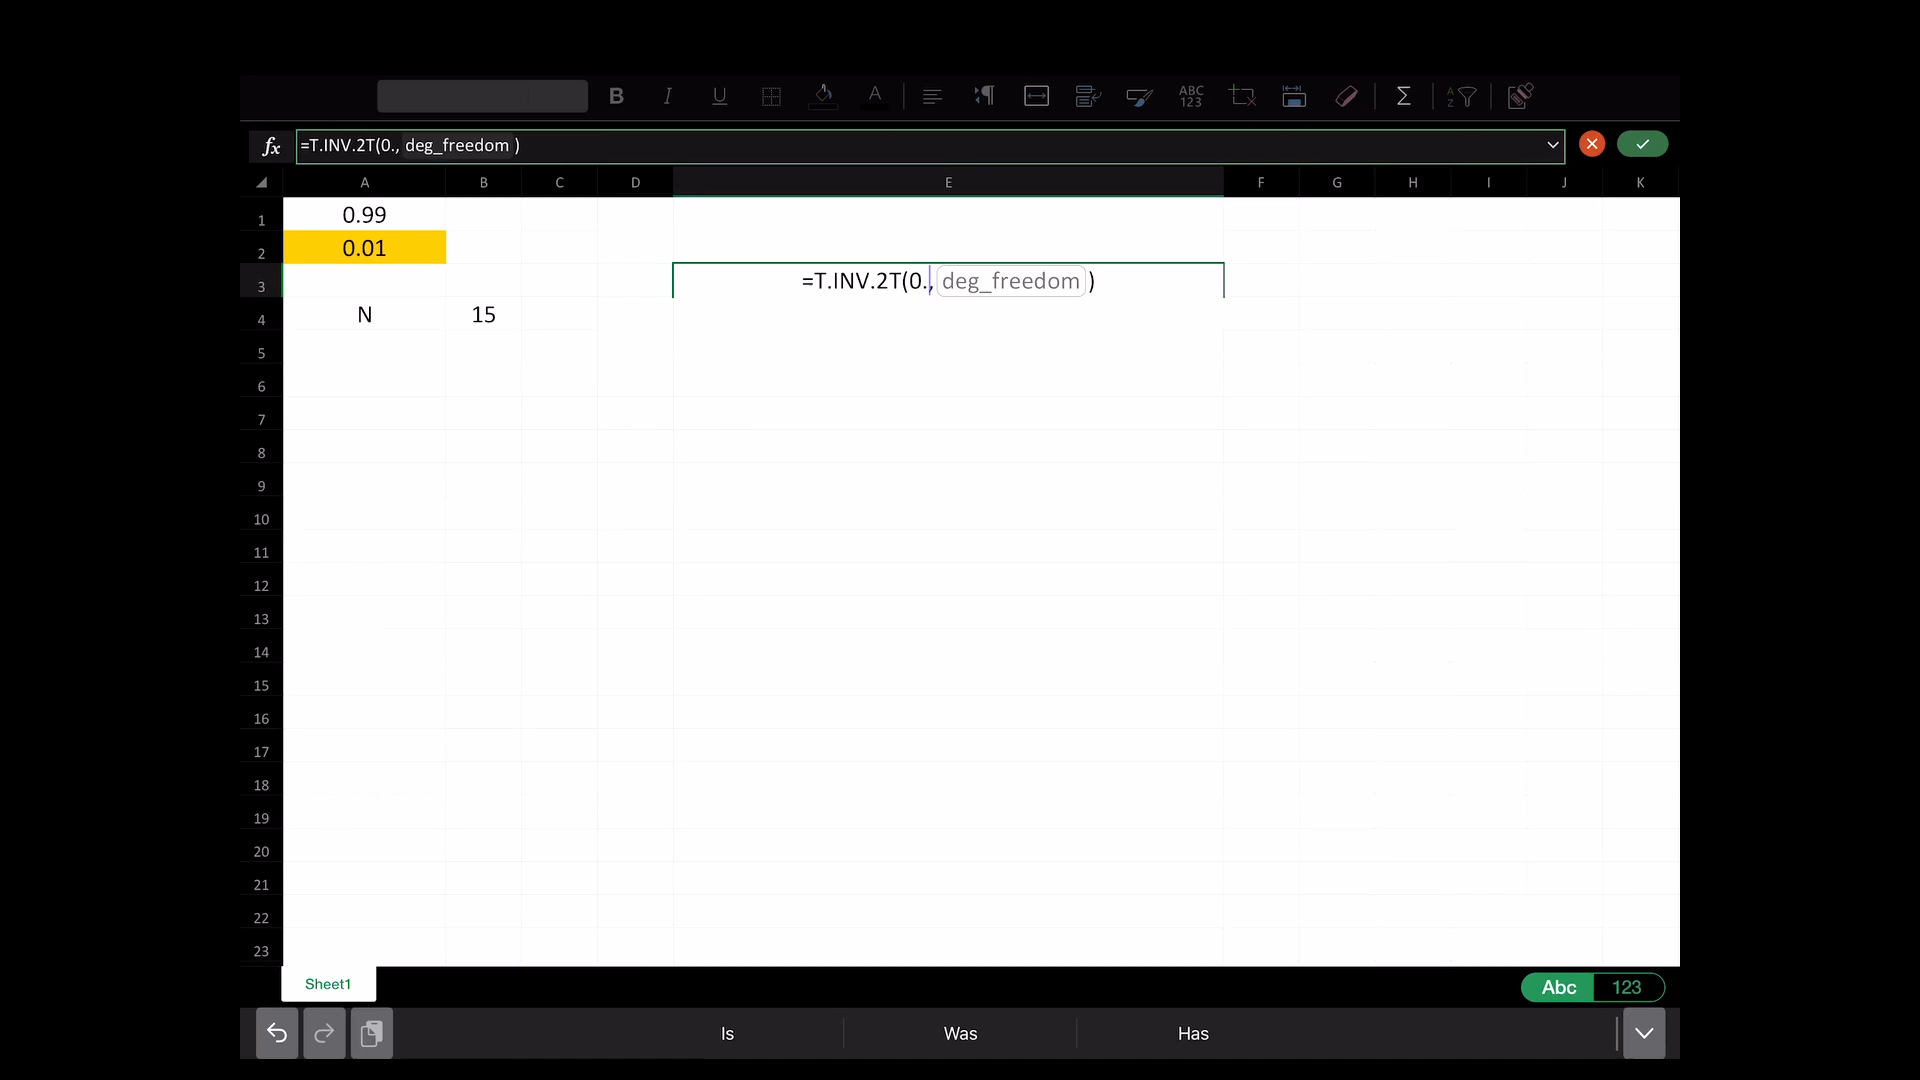 B I U A ABC 123 Σ A Z
fx =T.INV.2T(0., deg_freedom )
A B C D E F G H I J K
1 0.99
2 0.01
3 =T.INV.2T(0., deg_freedom )
4 N 15
5
6
7
8
9
10
11
12
13
14
15
16
17
18
19
20
21
22
23
Sheet1
Abc 123
Is Was Has